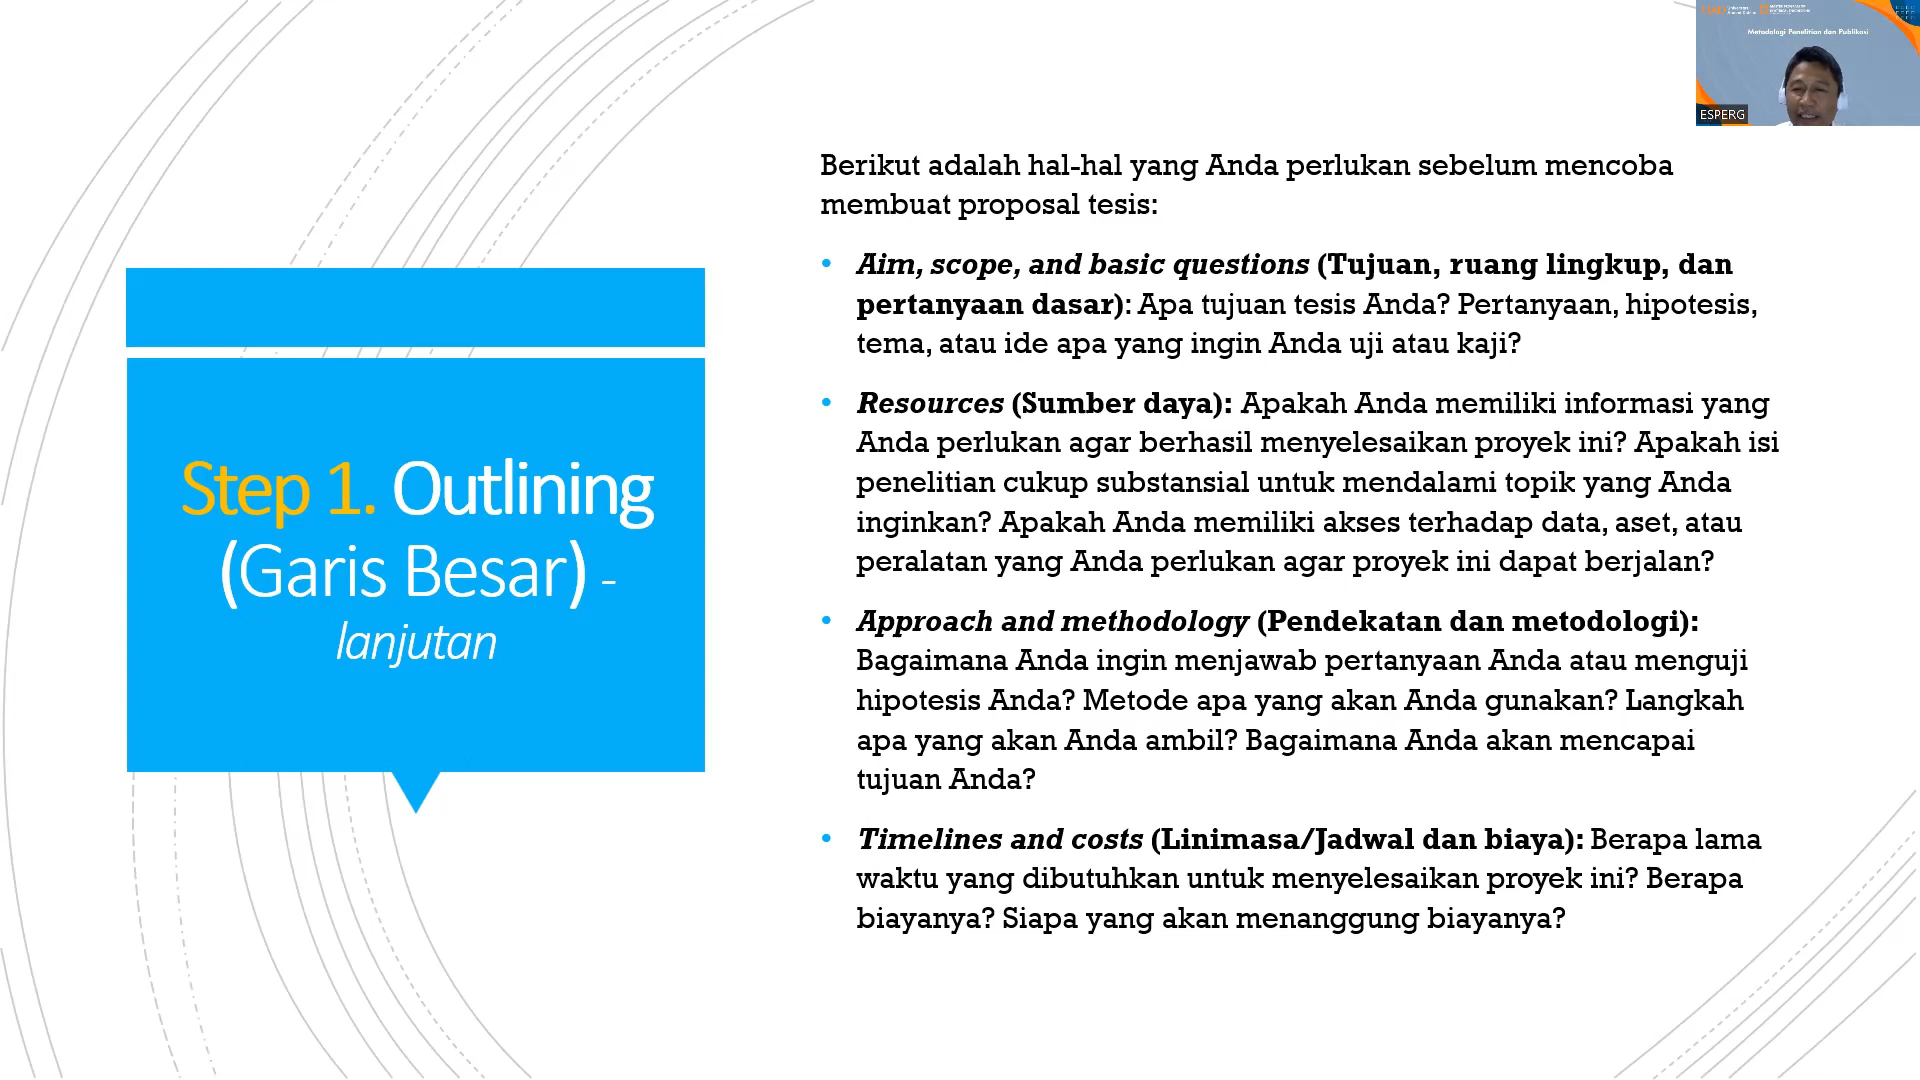 Metodologi Penelitian dan Publikasi
ESPERG
Step 1. Outlining
(Garis Besar) -
lanjutan
Berikut adalah hal-hal yang Anda perlukan sebelum mencoba
membuat proposal tesis:
• Aim, scope, and basic questions (Tujuan, ruang lingkup, dan
pertanyaan dasar): Apa tujuan tesis Anda? Pertanyaan, hipotesis,
tema, atau ide apa yang ingin Anda uji atau kaji?
• Resources (Sumber daya): Apakah Anda memiliki informasi yang
Anda perlukan agar berhasil menyelesaikan proyek ini? Apakah isi
penelitian cukup substansial untuk mendalami topik yang Anda
inginkan? Apakah Anda memiliki akses terhadap data, aset, atau
peralatan yang Anda perlukan agar proyek ini dapat berjalan?
• Approach and methodology (Pendekatan dan metodologi):
Bagaimana Anda ingin menjawab pertanyaan Anda atau menguji
hipotesis Anda? Metode apa yang akan Anda gunakan? Langkah
apa yang akan Anda ambil? Bagaimana Anda akan mencapai
tujuan Anda?
• Timelines and costs (Linimasa/Jadwal dan biaya): Berapa lama
waktu yang dibutuhkan untuk menyelesaikan proyek ini? Berapa
biayanya? Siapa yang akan menanggung biayanya?